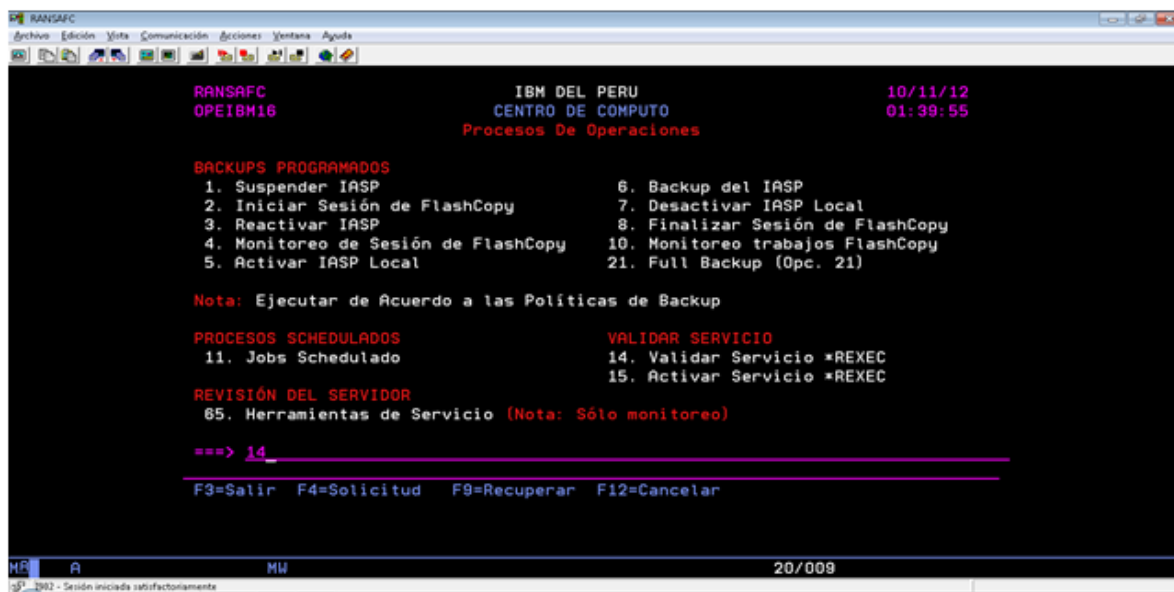 RANSAFC
Archivo Edición Vista Comunicación Acciones Ventana Ayuda
RANSAFC IBM DEL PERU 10/11/12
OPEIBM16 CENTRO DE COMPUTO 01:39:55
Procesos De Operaciones
BACKUPS PROGRAMADOS
1. Suspender IASP 6. Backup del IASP
2. Iniciar Sesión de FlashCopy 7. Desactivar IASP Local
3. Reactivar IASP 8. Finalizar Sesión de FlashCopy
4. Monitoreo de Sesión de FlashCopy 10. Monitoreo trabajos FlashCopy
5. Activar IASP Local 21. Full Backup (Opc. 21)
Nota: Ejecutar de Acuerdo a las Políticas de Backup
PROCESOS SCHEDULADOS VALIDAR SERVICIO
11. Jobs Schedulado 14. Validar Servicio *REXEC
15. Activar Servicio *REXEC
REVISIÓN DEL SERVIDOR
65. Herramientas de Servicio (Nota: Sólo monitoreo)
===> 14_
F3=Salir F4=Solicitud F9=Recuperar F12=Cancelar
MA A MW 20/009
I902 - Sesión iniciada satisfactoriamente